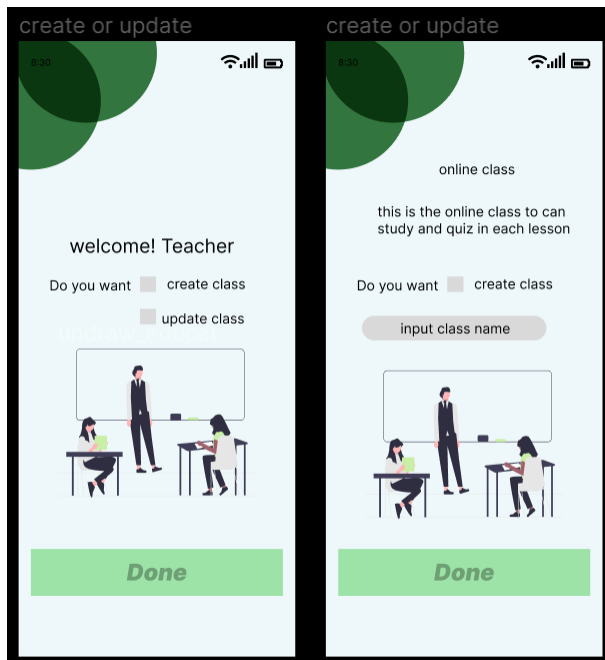 create or update
8:30
welcome! Teacher
Do you want
create class
update class
Done
create or update
8:30
online class
this is the online class to can
study and quiz in each lesson
Do you want
create class
input class name
Done